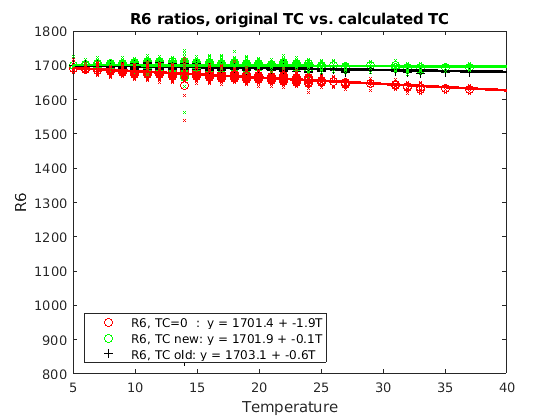 R6 ratios, original TC vs. calculated TC
1800
1700
1600
1500
1400
1300
1200
1100
1000
900
800
R6
R6, TC=0  :  y = 1701.4 + -1.9T
R6, TC new: y = 1701.9 + -0.1T
R6, TC old: y = 1703.1 + -0.6T
5 10 15 20 25 30 35 40
Temperature